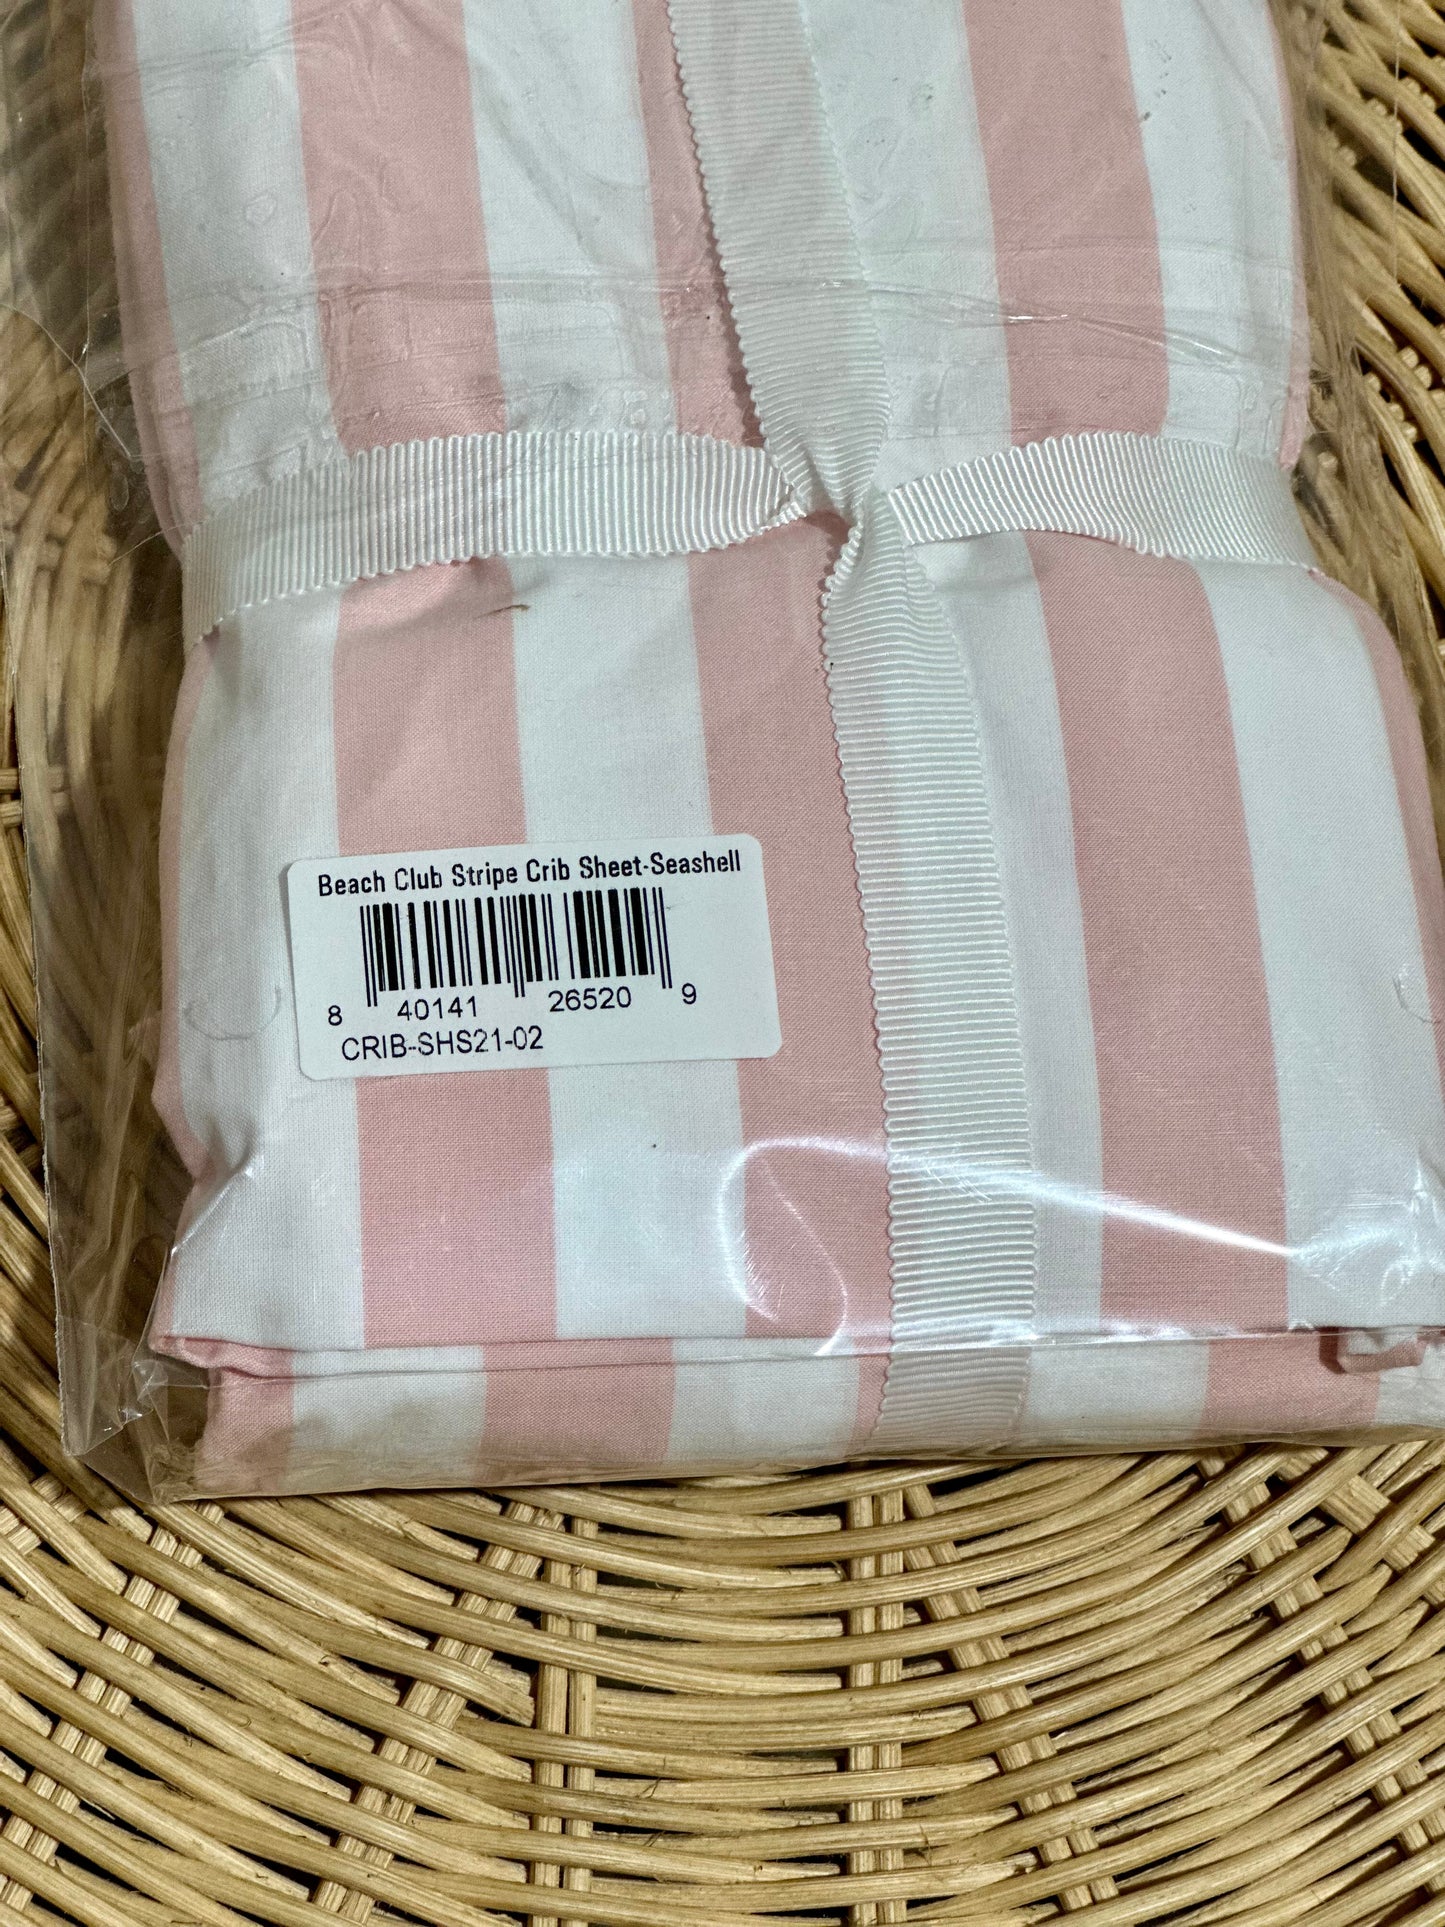 Beach Club Stripe Crib Sheet-Seashell
8 40141 26520 9
CRIB-SHS21-02